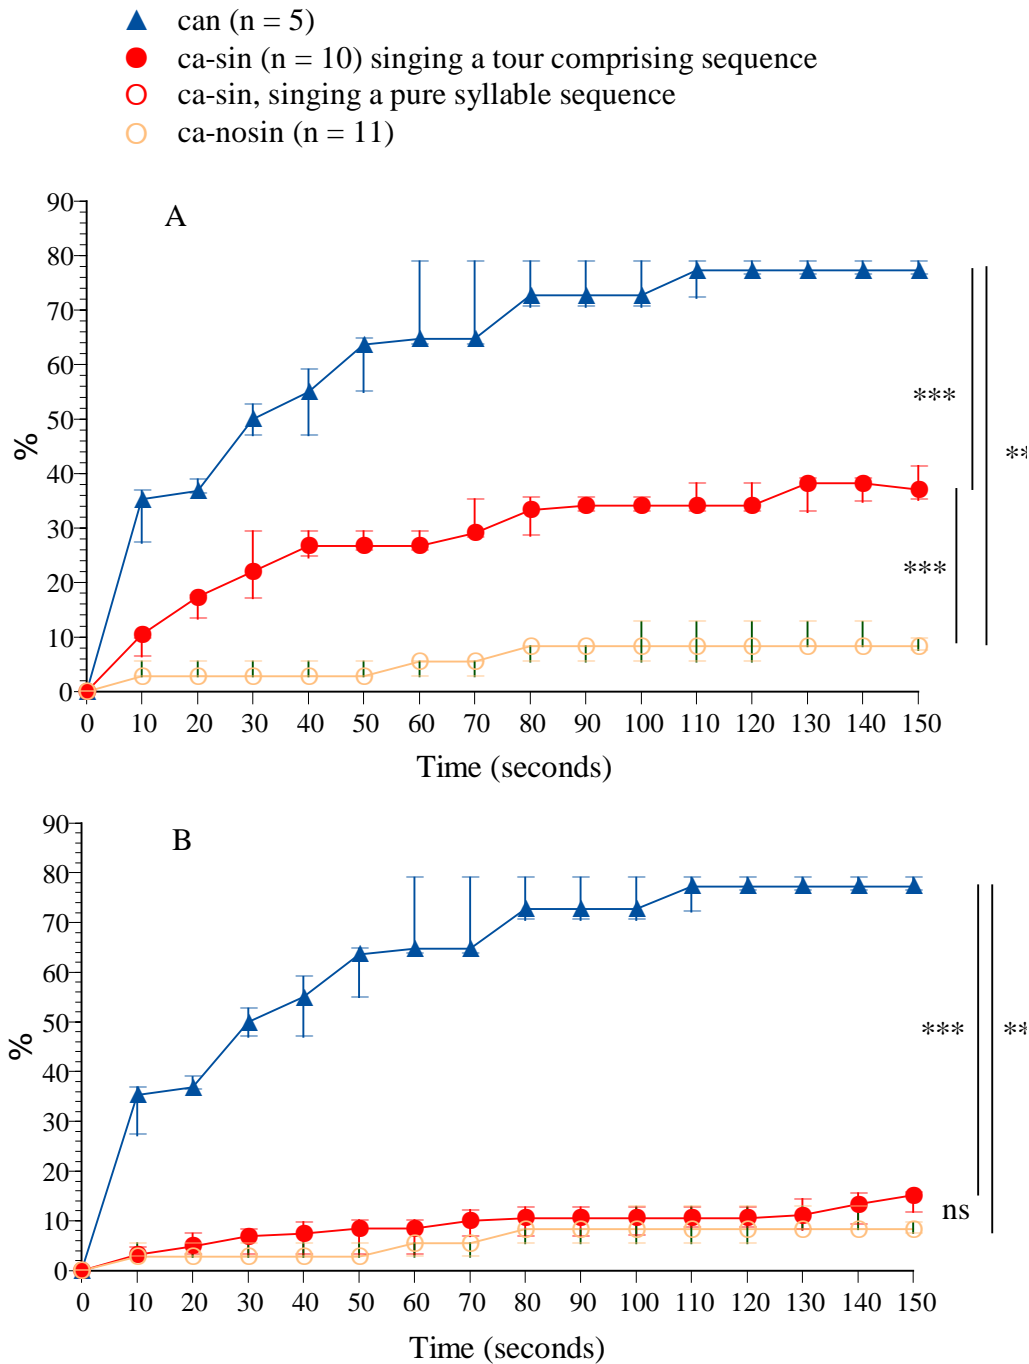 can (n = 5)
ca-sin (n = 10) singing a tour comprising sequence
ca-sin, singing a pure syllable sequence
ca-nosin (n = 11)
A
90
80
70
60
50
40
30
20
10
0
%
***
**
***
0 10 20 30 40 50 60 70 80 90 100 110 120 130 140 150
Time (seconds)
B
90
80
70
60
50
40
30
20
10
0
%
*** **
ns
0 10 20 30 40 50 60 70 80 90 100 110 120 130 140 150
Time (seconds)